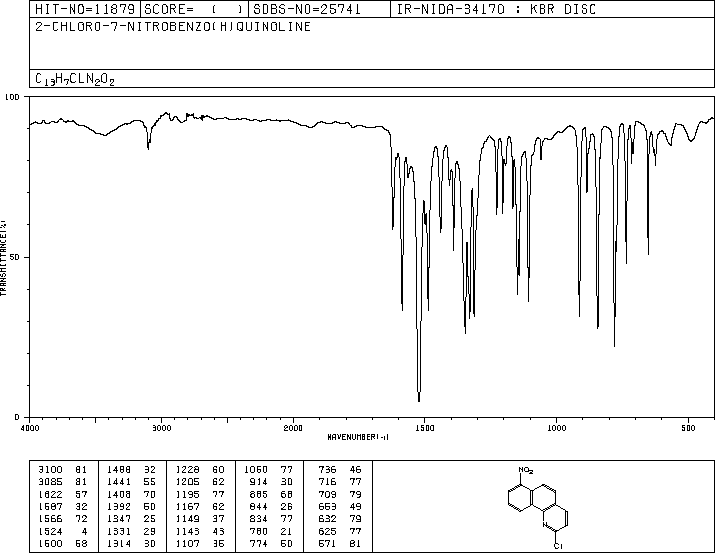 HIT-NO=11879 SCORE= ( ) SDBS-NO=25741 IR-NIDA-34170 : KBR DISC
2-CHLORO-7-NITROBENZO(H)QUINOLINE
C13H7CLN2O2
100
50
0
TRANSMITTANCE(%)
4000 3000 2000 1500 1000 500
WAVENUMBER(-1)
3100 81 1488 32 1228 60 1060 77 736 46
3085 81 1441 55 1205 62 914 30 716 77
1622 57 1408 70 1195 77 885 68 709 79
1587 32 1392 50 1167 62 844 26 653 49
1566 72 1347 25 1149 37 834 77 632 79
1524 4 1331 29 1143 43 780 21 625 77
1500 58 1314 30 1107 35 774 50 571 81
NO2
N
Cl